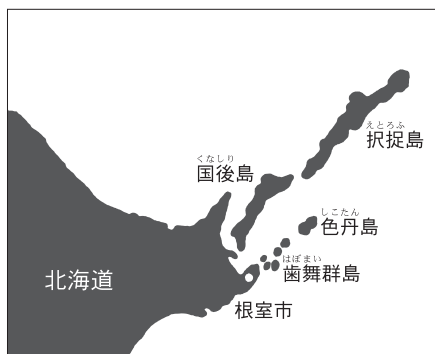 えとろふ
択捉島
くなしり
国後島
しこたん
色丹島
はぼまい
歯舞群島
北海道
根室市